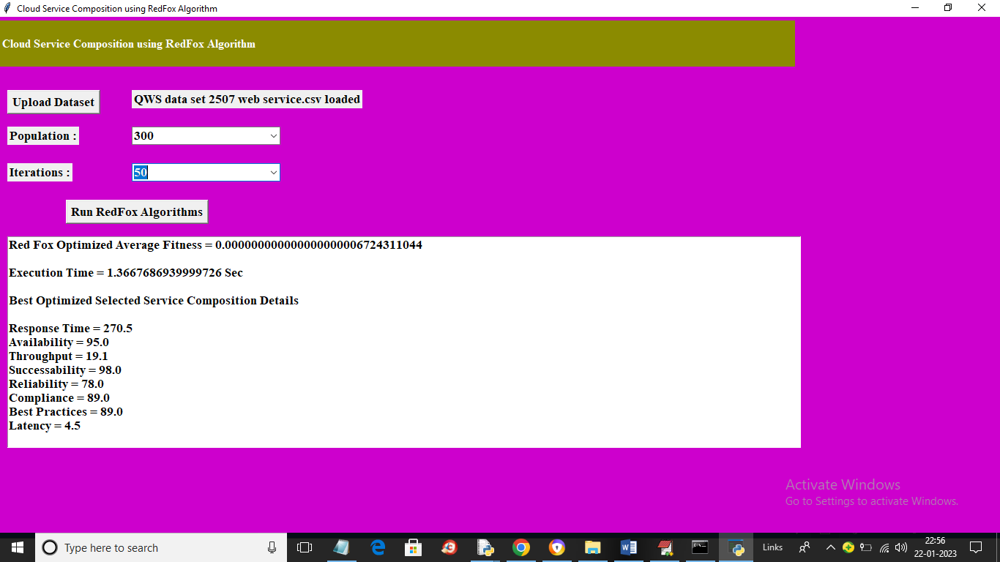 Cloud Service Composition using RedFox Algorithm
Cloud Service Composition using RedFox Algorithm
Upload Dataset
QWS data set 2507 web service.csv loaded
Population :
300
Iterations :
50
Run RedFox Algorithms
Red Fox Optimized Average Fitness = 0.0000000000000000000006724311044
Execution Time = 1.3667686939999726 Sec
Best Optimized Selected Service Composition Details
Response Time = 270.5
Availability = 95.0
Throughput = 19.1
Successability = 98.0
Reliability = 78.0
Compliance = 89.0
Best Practices = 89.0
Latency = 4.5
Activate Windows
Go to Settings to activate Windows.
Type here to search
Links
22:56
22-01-2023